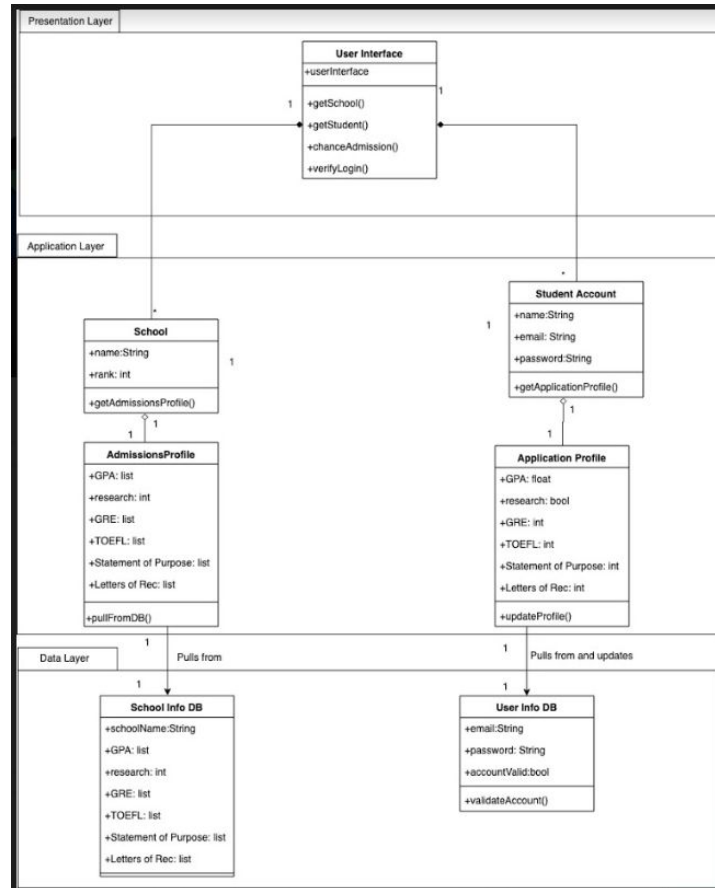 Presentation Layer
User Interface
+userInterface
1
1
+getSchool()
+getStudent()
+chanceAdmission()
+verifyLogin()
Application Layer
*
*
School
+name:String
+rank: int
+getAdmissionsProfile()
1
1
1
Student Account
+name:String
+email: String
+password:String
+getApplicationProfile()
1
1
1
AdmissionsProfile
+GPA: list
+research: int
+GRE: list
+TOEFL: list
+Statement of Purpose: list
+Letters of Rec: list
+pullFromDB()
Application Profile
+GPA: float
+research: bool
+GRE: int
+TOEFL: int
+Statement of Purpose: int
+Letters of Rec: int
+updateProfile()
Data Layer
1
Pulls from
1
1
Pulls from and updates
1
School Info DB
+schoolName:String
+GPA: list
+research: int
+GRE: list
+TOEFL: list
+Statement of Purpose: list
+Letters of Rec: list
User Info DB
+email:String
+password: String
+accountValid:bool
+validateAccount()